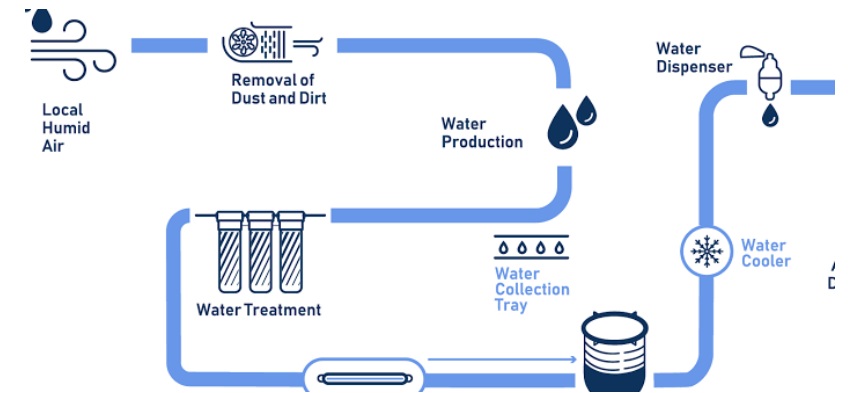 Local
Humid
Air
Removal of
Dust and Dirt
Water
Production
Water
Dispenser
Water Treatment
Water
Collection
Tray
Water
Cooler